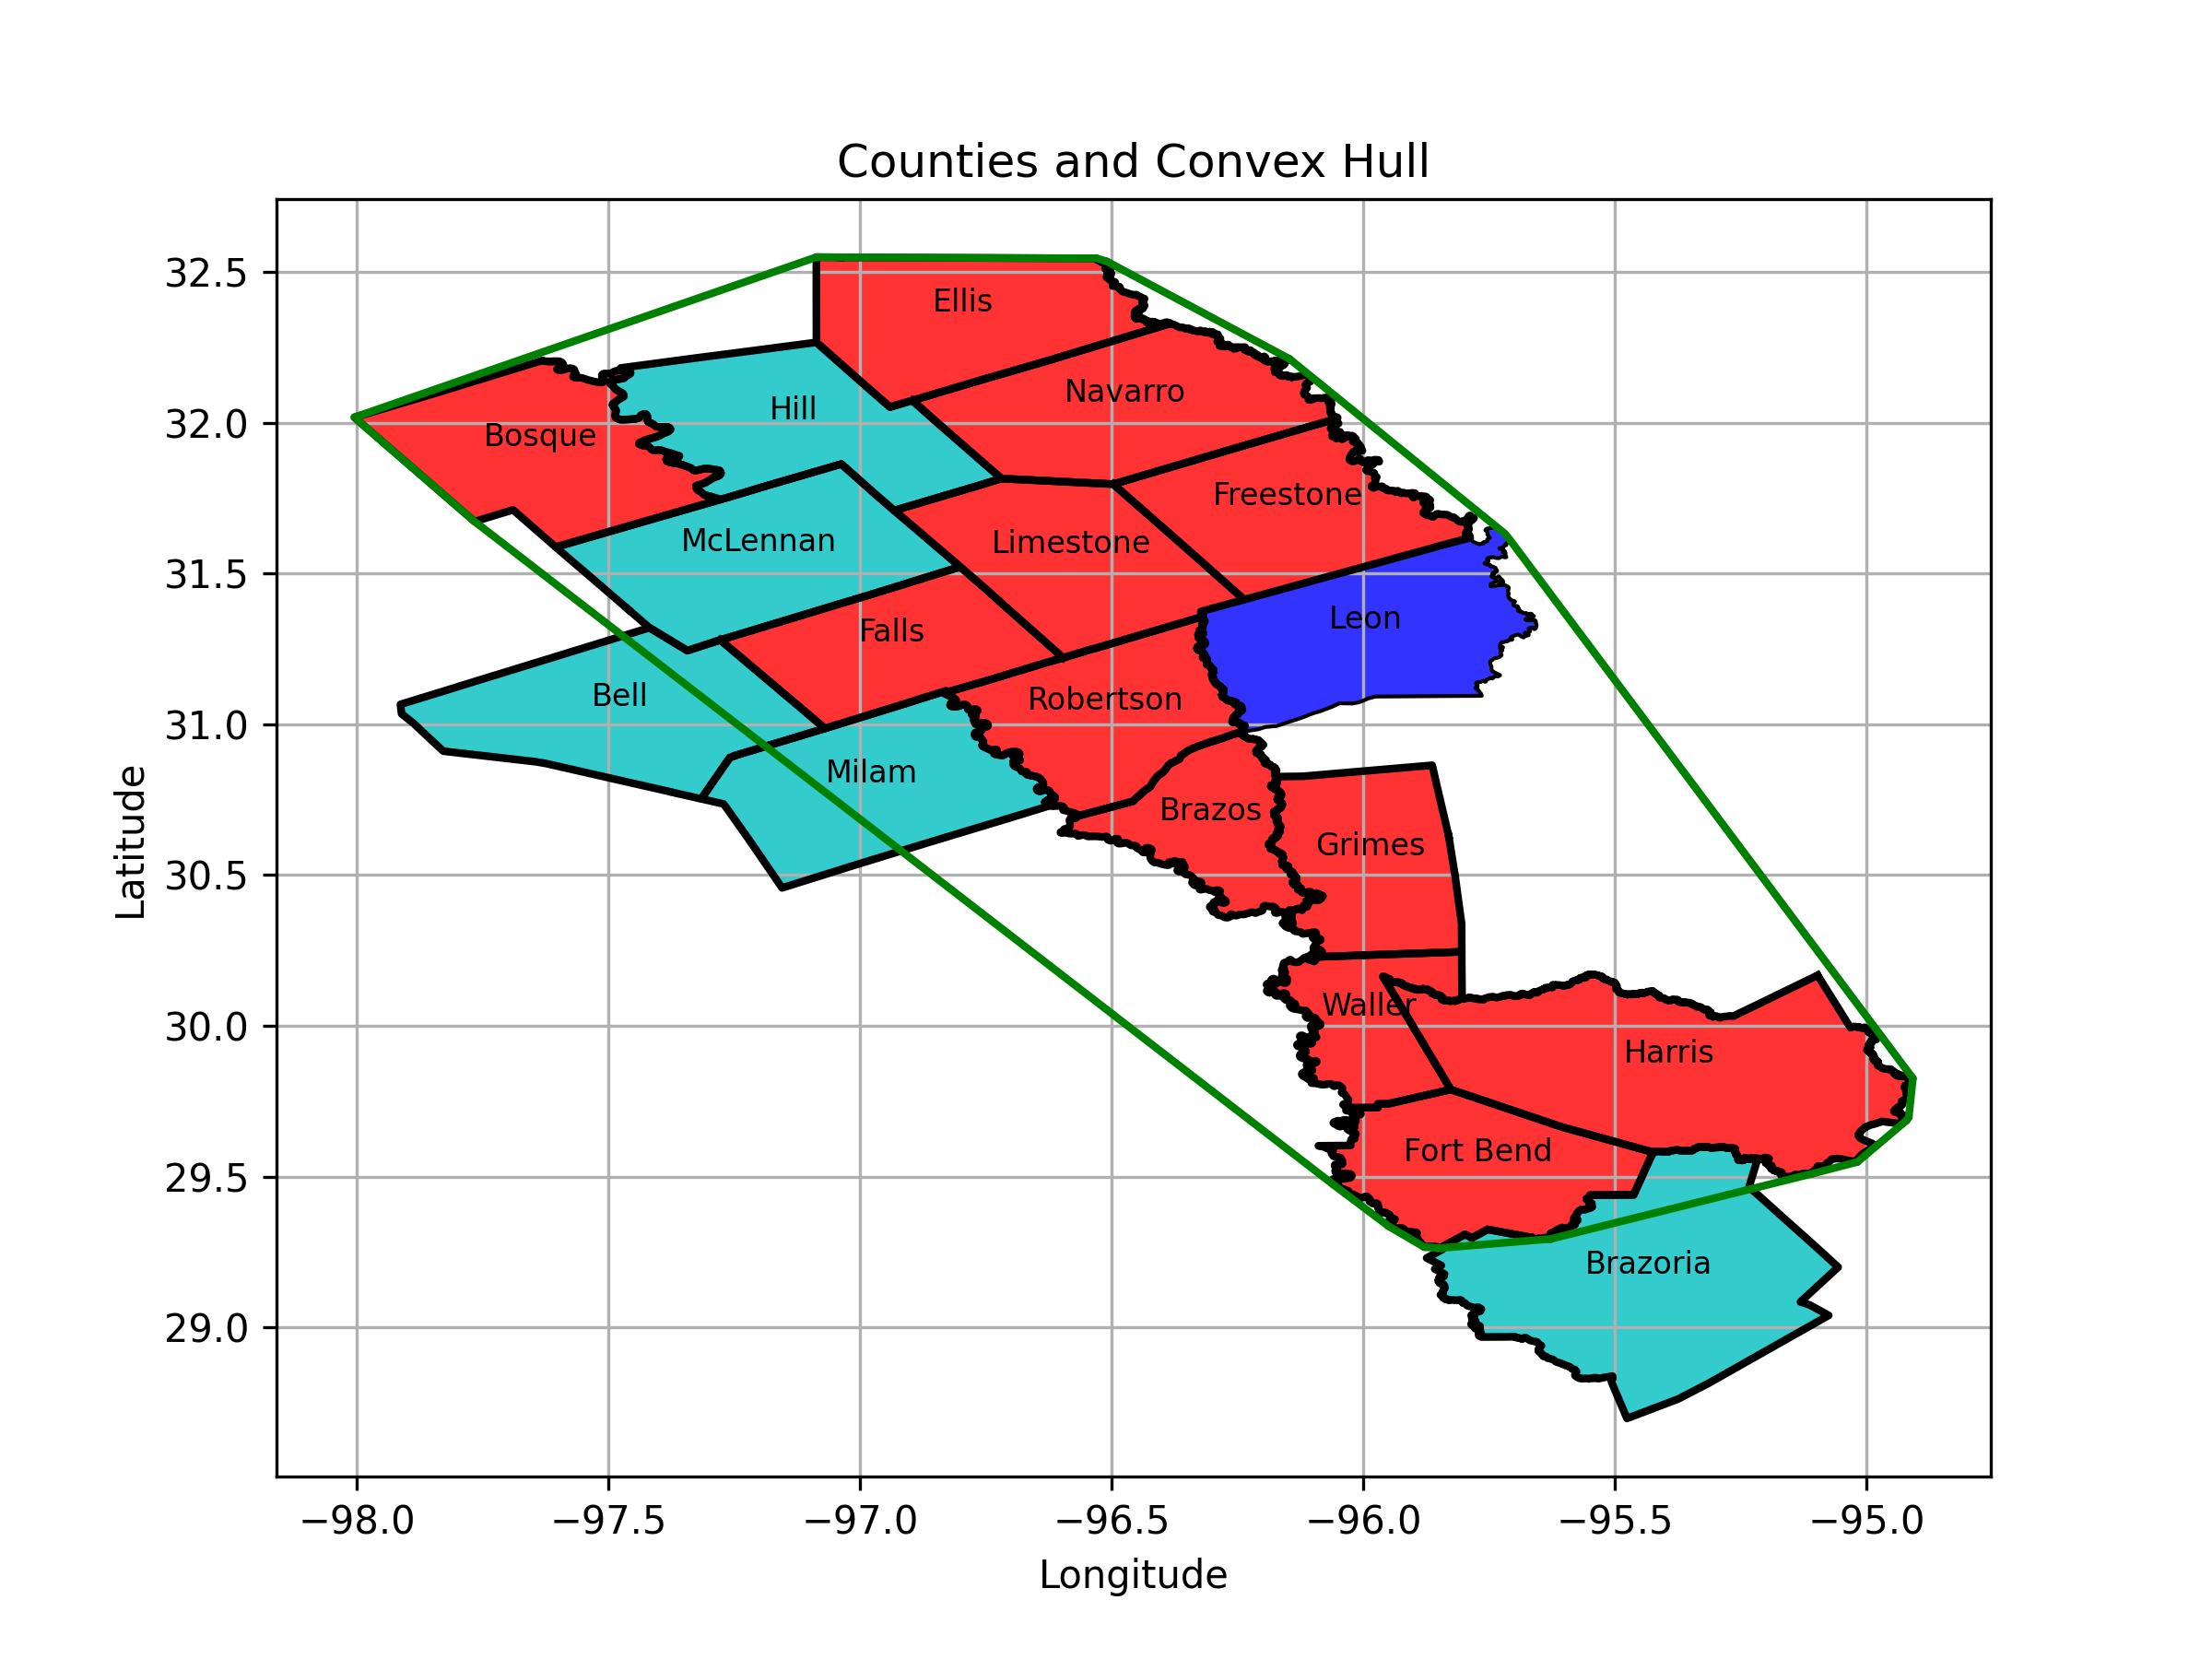 Counties and Convex Hull
32.5
32.0
31.5
31.0
30.5
30.0
29.5
29.0
Latitude
Ellis
Navarro
Hill
Bosque
Freestone
McLennan
Limestone
Leon
Falls
Bell
Robertson
Milam
Brazos
Grimes
Waller
Harris
Fort Bend
Brazoria
−98.0
−97.5
−97.0
−96.5
−96.0
−95.5
−95.0
Longitude